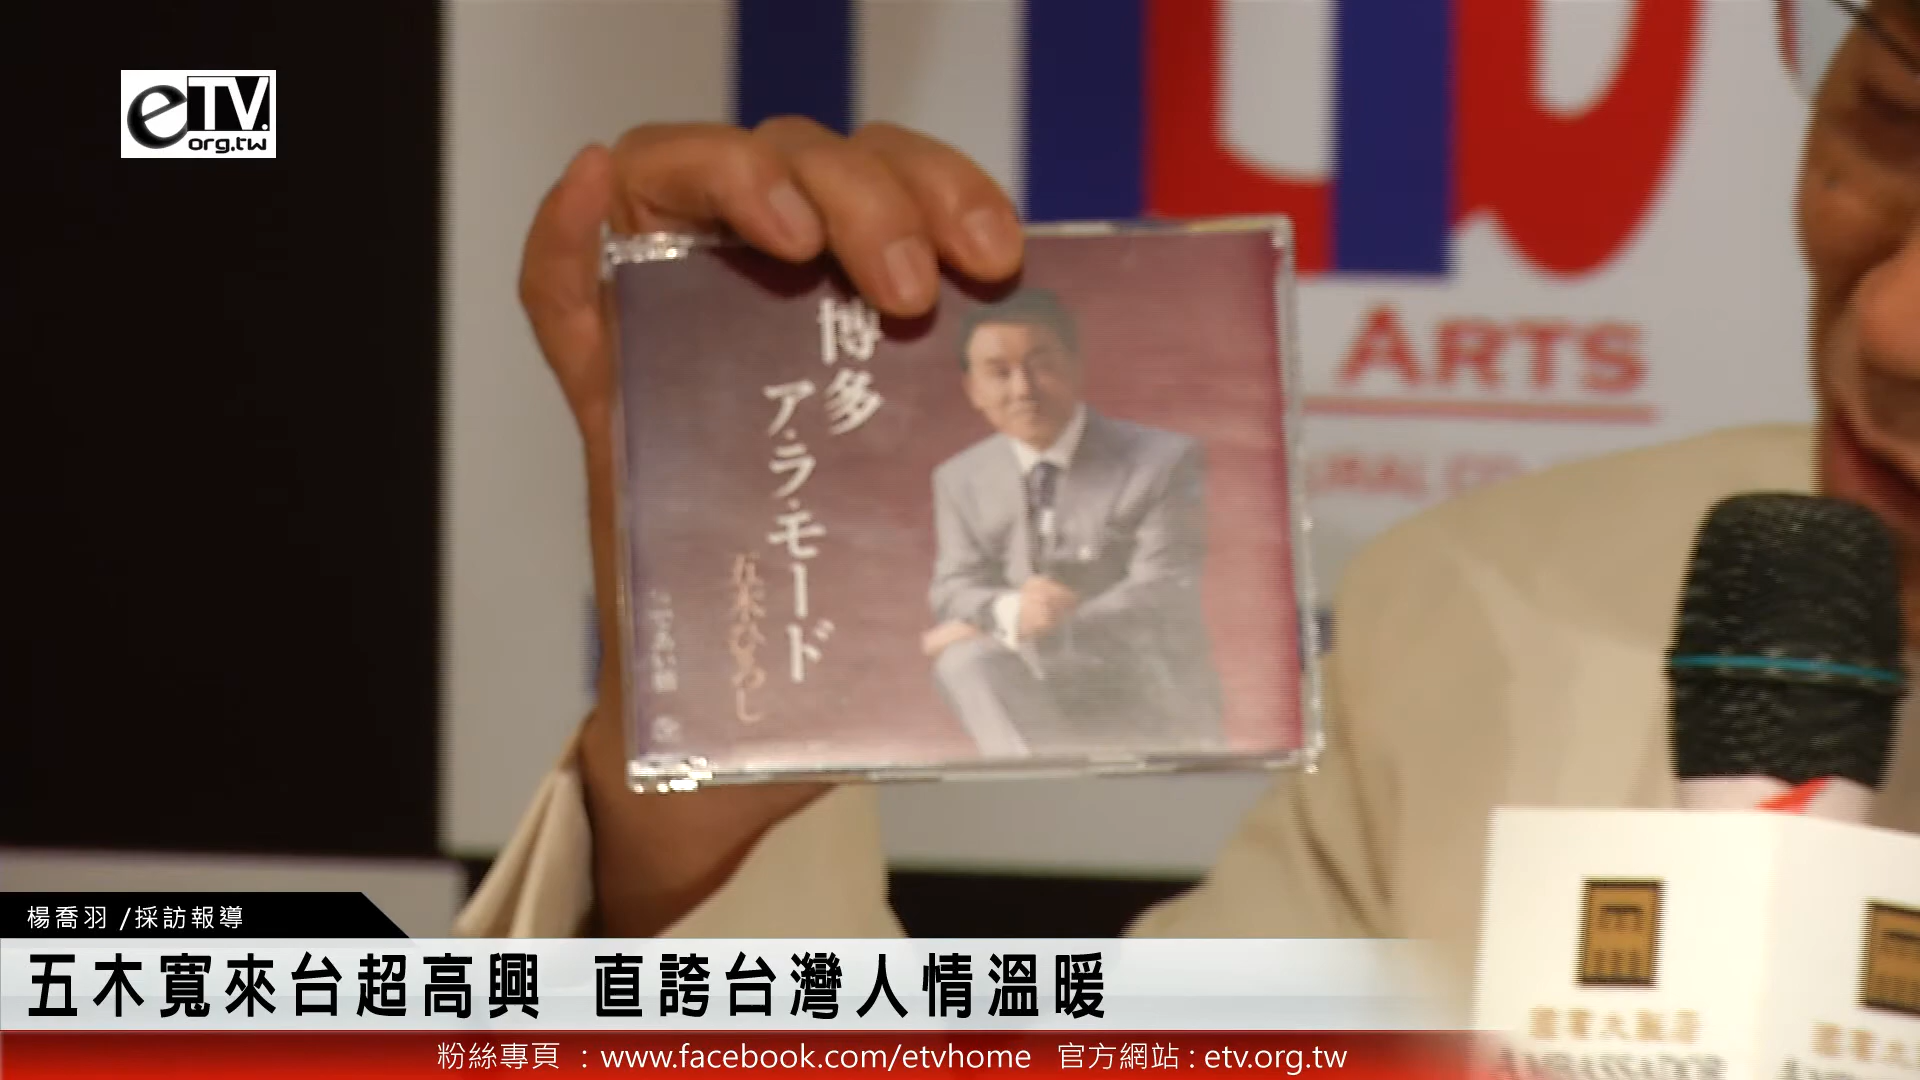 eTV.
org.tw
ARTS
博多
ア・ラ・モード
五木ひろし
楊喬羽 /採訪報導
五木寬來台超高興 直誇台灣人情溫暖
AMBASSADOR
粉絲專頁 : www.facebook.com/etvhome 官方網站 : etv.org.tw